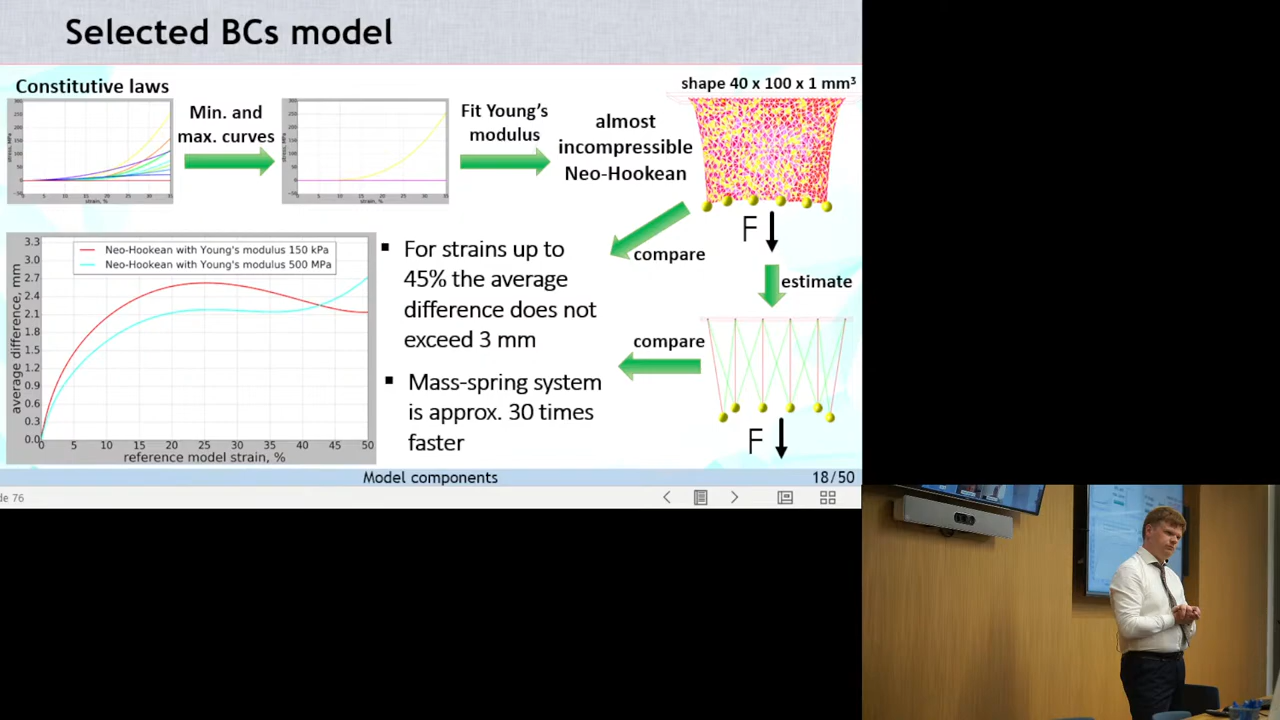 Selected BCs model
Constitutive laws
Min. and
max. curves
Fit Young's
modulus
almost
incompressible
Neo-Hookean
shape 40 x 100 x 1 mm³
F
compare
estimate
compare
F
strain, %
strain, %
3.3
3.0
2.7
2.4
2.1
1.8
1.5
1.2
0.9
0.6
0.3
0.0
average difference, mm
Neo-Hookean with Young's modulus 150 kPa
Neo-Hookean with Young's modulus 500 MPa
0 5 10 15 20 25 30 35 40 45 50
reference model strain, %
▪ For strains up to
45% the average
difference does not
exceed 3 mm
▪ Mass-spring system
is approx. 30 times
faster
Model components
18/50
de 76